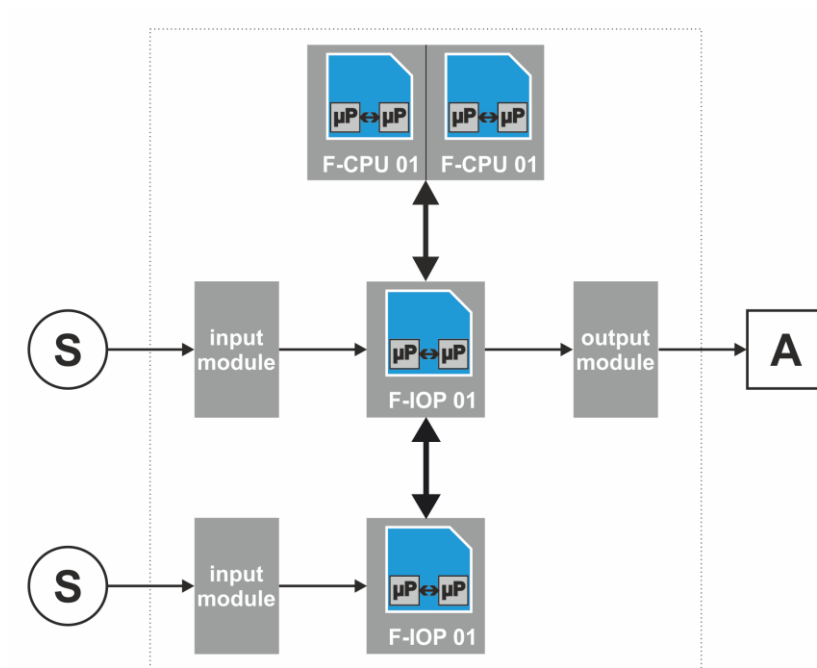 µP µP µP µP
F-CPU 01 F-CPU 01
S input module µP µP F-IOP 01 output module A
S input module µP µP F-IOP 01